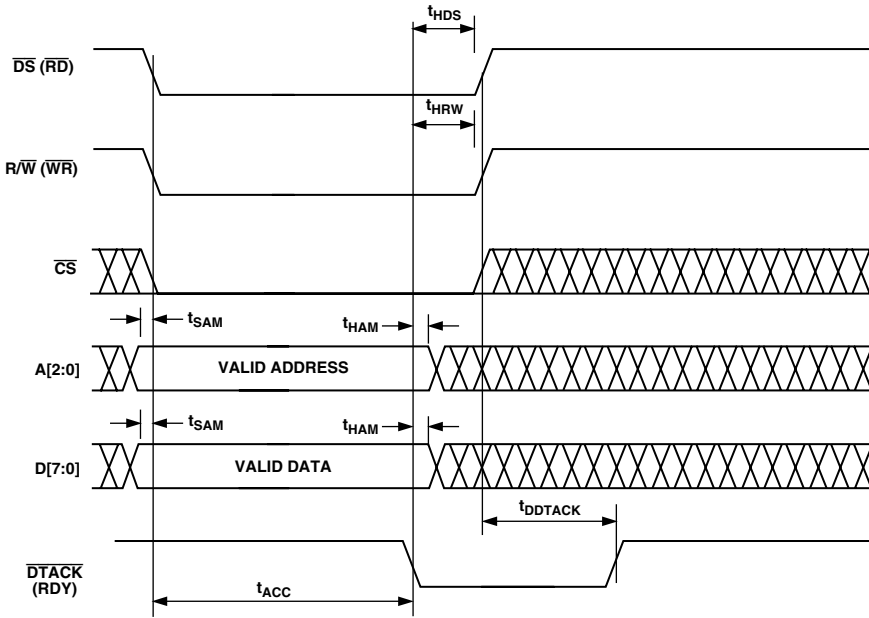 tHDS
DS (RD)
tHRW
R/W (WR)
CS
tSAM
tHAM
A[2:0]
VALID ADDRESS
tSAM
tHAM
D[7:0]
VALID DATA
tDDTACK
DTACK
(RDY)
tACC